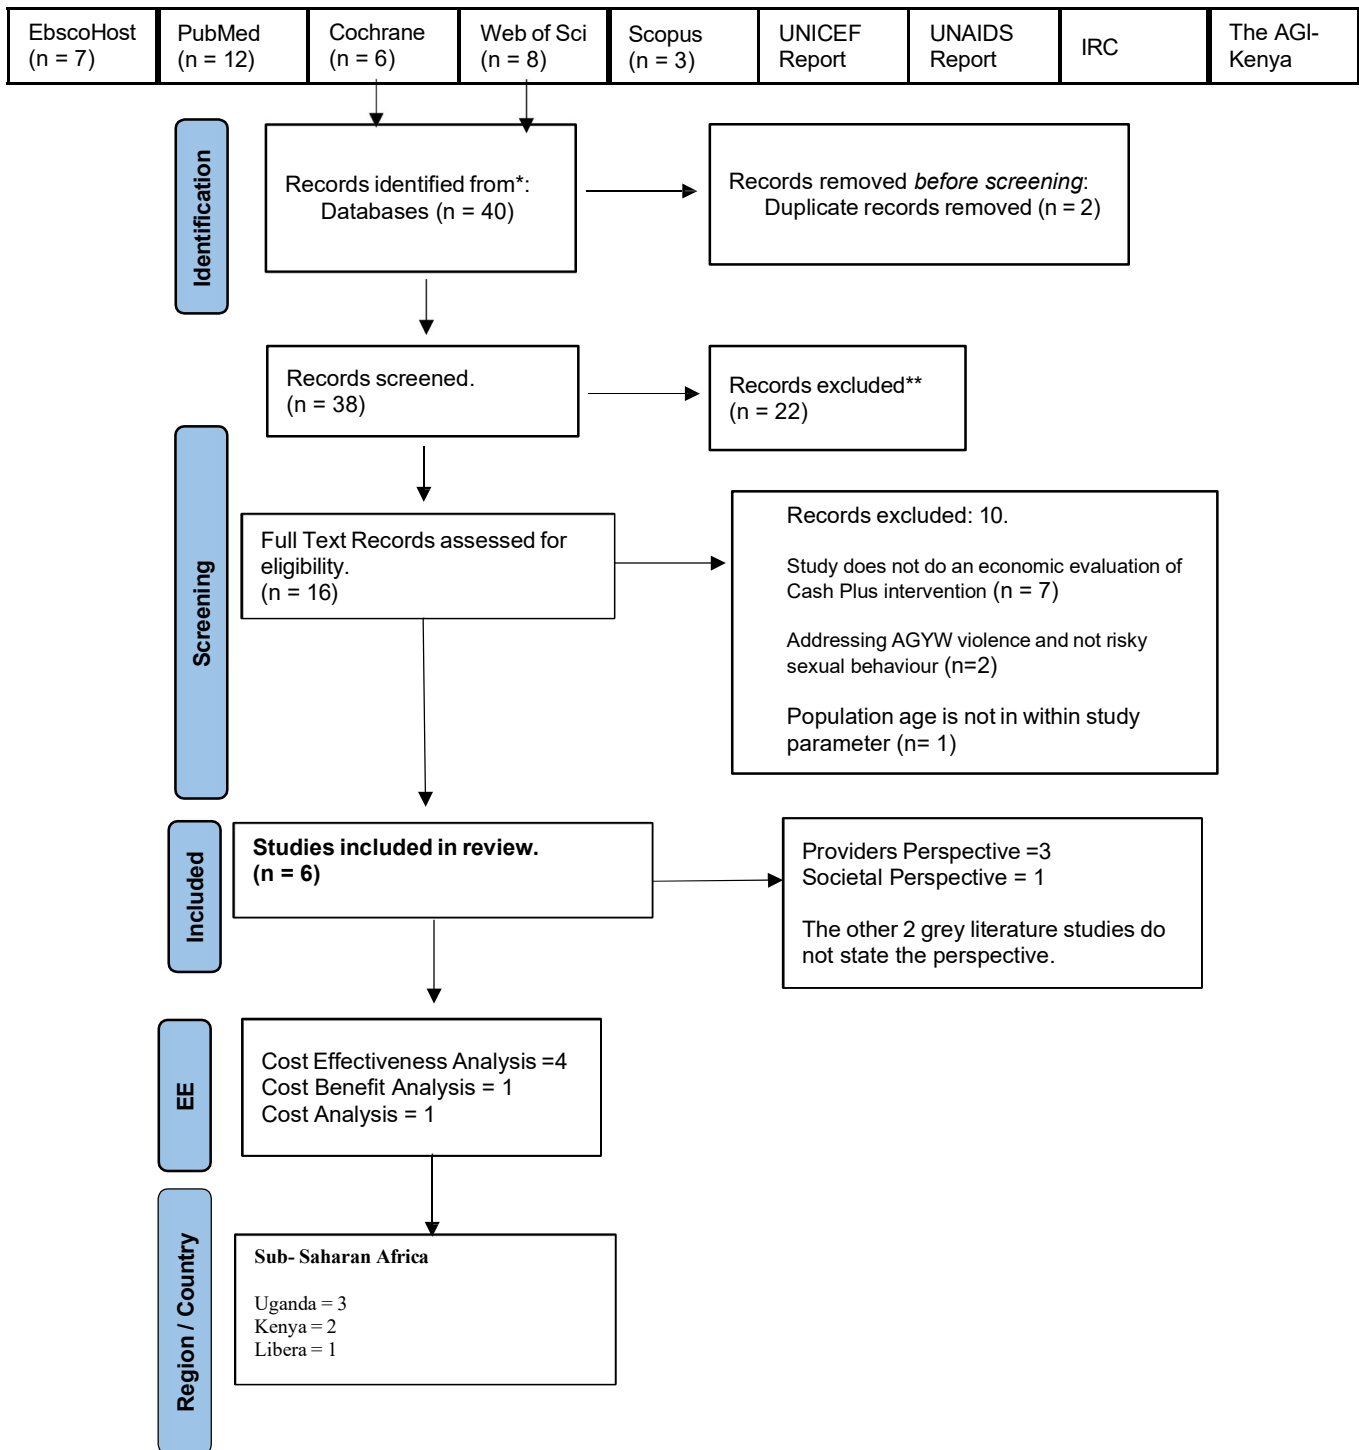 EbscoHost
(n = 7)
PubMed
(n = 12)
Cochrane
(n = 6)
Web of Sci
(n = 8)
Scopus
(n = 3)
UNICEF
Report
UNAIDS
Report
IRC
The AGI-
Kenya
Identification
Records identified from*:
Databases (n = 40)
Records removed before screening:
Duplicate records removed (n = 2)
Screening
Records screened.
(n = 38)
Records excluded**
(n = 22)
Full Text Records assessed for
eligibility.
(n = 16)
Records excluded: 10.
Study does not do an economic evaluation of
Cash Plus intervention (n = 7)
Addressing AGYW violence and not risky
sexual behaviour (n=2)
Population age is not in within study
parameter (n= 1)
Included
Studies included in review.
(n = 6)
Providers Perspective =3
Societal Perspective = 1
The other 2 grey literature studies do
not state the perspective.
EE
Cost Effectiveness Analysis =4
Cost Benefit Analysis = 1
Cost Analysis = 1
Region / Country
Sub- Saharan Africa
Uganda = 3
Kenya = 2
Libera = 1